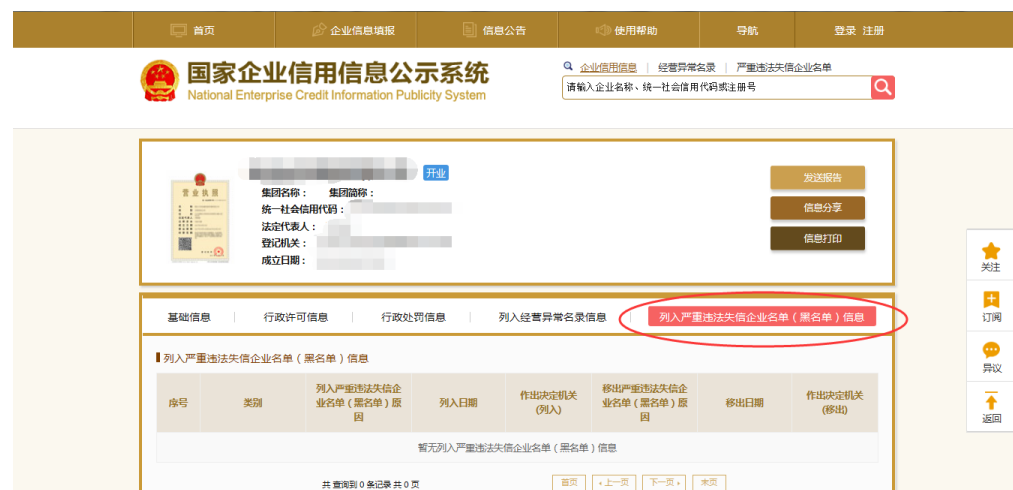 首页 企业信息填报 信息公告 使用帮助 导航 登录 注册
国家企业信用信息公示系统
National Enterprise Credit Information Publicity System
企业信用信息 | 经营异常名录 | 严重违法失信企业名单
请输入企业名称、统一社会信用代码或注册号
开业
营业执照
集团名称： 集团简称：
统一社会信用代码：
法定代表人：
登记机关：
成立日期：
发送报告
信息分享
信息打印
关注
订阅
异议
返回
基础信息 | 行政许可信息 | 行政处罚信息 | 列入经营异常名录信息 | 列入严重违法失信企业名单（黑名单）信息
列入严重违法失信企业名单（黑名单）信息
序号 类别 列入严重违法失信企业名单（黑名单）原因 列入日期 作出决定机关(列入) 移出严重违法失信企业名单（黑名单）原因 移出日期 作出决定机关(移出)
暂无列入严重违法失信企业名单（黑名单）信息
共 查询到 0 条记录 共 0 页 首页 上一页 下一页 末页